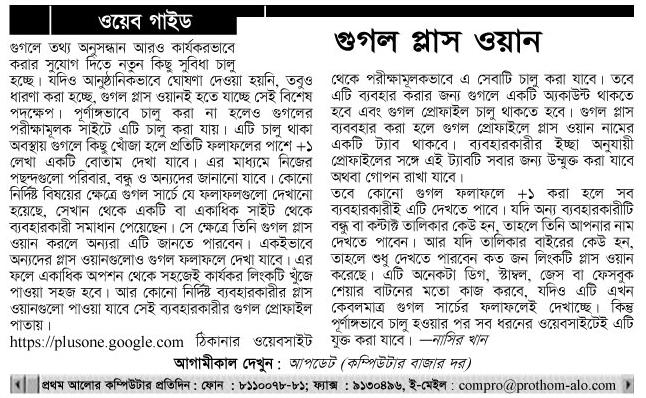 ওয়েব গাইড
গুগল প্লাস ওয়ান
গুগলে তথ্য অনুসন্ধান আরও কার্যকরভাবে
করার সুযোগ দিতে নতুন কিছু সুবিধা চালু
হচ্ছে। যদিও আনুষ্ঠানিকভাবে ঘোষণা দেওয়া হয়নি, তবুও
ধারণা করা হচ্ছে, গুগল প্লাস ওয়ানই হতে যাচ্ছে সেই বিশেষ
পদক্ষেপ। পূর্ণাঙ্গভাবে চালু করা না হলেও গুগলের
পরীক্ষামূলক সাইটে এটি চালু করা যায়। এটি চালু থাকা
অবস্থায় গুগলে কিছু খোঁজা হলে প্রতিটি ফলাফলের পাশে +১
লেখা একটি বোতাম দেখা যাবে। এর মাধ্যমে নিজের
পছন্দগুলো পরিবার, বন্ধু ও অন্যদের জানানো যাবে। কোনো
নির্দিষ্ট বিষয়ের ক্ষেত্রে গুগল সার্চে যে ফলাফলগুলো দেখানো
হয়েছে, সেখান থেকে একটি বা একাধিক সাইট থেকে
ব্যবহারকারী সমাধান পেয়েছেন। সে ক্ষেত্রে তিনি গুগল প্লাস
ওয়ান করলে অন্যরা এটি জানতে পারবেন। একইভাবে
অন্যদের প্লাস ওয়ানগুলোও গুগল ফলাফলে দেখা যাবে। এর
ফলে একাধিক অপশন থেকে সহজেই কার্যকর লিংকটি খুঁজে
পাওয়া সহজ হবে। আর কোনো নির্দিষ্ট ব্যবহারকারীর প্লাস
ওয়ানগুলো পাওয়া যাবে সেই ব্যবহারকারীর গুগল প্রোফাইল
পাতায়।
https://plusone.google.com ঠিকানার ওয়েবসাইট
থেকে পরীক্ষামূলকভাবে এ সেবাটি চালু করা যাবে। তবে
এটি ব্যবহার করার জন্য গুগলে একটি অ্যাকাউন্ট থাকতে
হবে এবং গুগল প্রোফাইল চালু থাকতে হবে। গুগল প্লাস
ব্যববহার করা হলে গুগল প্রোফাইলে প্লাস ওয়ান নামের
একটি ট্যাব থাকবে। ব্যবহারকারীর ইচ্ছা অনুযায়ী
প্রোফাইলের সঙ্গে এই ট্যাবটি সবার জন্য উন্মুক্ত করা যাবে
অথবা গোপন রাখা যাবে।
তবে কোনো গুগল ফলাফলে +১ করা হলে সব
ব্যবহারকারীই এটি দেখতে পাবে। যদি অন্য ব্যবহারকারীটি
বন্ধু বা কন্টাক্ট তালিকার কেউ হন, তাহলে তিনি আপনার নাম
দেখতে পাবেন। আর যদি তালিকার বাইরের কেউ হন,
তাহলে শুধু দেখতে পাবেন কত জন লিংকটি প্লাস ওয়ান
করেছে। এটি অনেকটা ডিগ, স্টাম্বল, জেস বা ফেসবুক
শেয়ার বাটনের মতো কাজ করবে, যদিও এটি এখন
কেবলমাত্র গুগল সার্চের ফলাফলেই দেখাচ্ছে। কিন্তু
পূর্ণাঙ্গভাবে চালু হওয়ার পর সব ধরনের ওয়েবসাইটেই এটি
যুক্ত করা যাবে। —নাসির খান
আগামীকাল দেখুন : আপডেট (কম্পিউটার বাজার দর)
প্রথম আলোর কম্পিউটার প্রতিদিন : ফোন : ৮১১০০৭৮-৮১; ফ্যাক্স : ৯১৩০৪৯৬, ই-মেইল : compro@prothom-alo.com